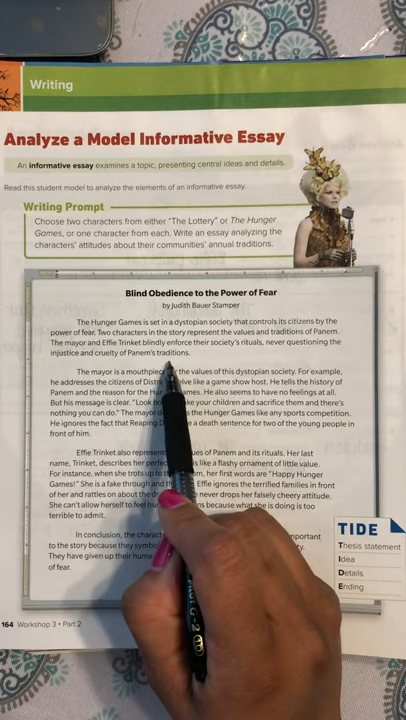 Writing
Analyze a Model Informative Essay
An informative essay examines a topic, presenting central ideas and details.
Read this student model to analyze the elements of an informative essay.
Writing Prompt
Choose two characters from either "The Lottery" or The Hunger
Games, or one character from each. Write an essay analyzing the
characters' attitudes about their communities' annual traditions.
Blind Obedience to the Power of Fear
by Judith Bauer Stamper
The Hunger Games is set in a dystopian society that controls its citizens by the
power of fear. Two characters in the story represent the values and traditions of Panem.
The mayor and Effie Trinket blindly enforce their society's rituals, never questioning the
injustice and cruelty of Panem's traditions.
The mayor is a mouthpiece the values of this dystopian society. For example,
he addresses the citizens of Distri like a game show host. He tells the history of
Panem and the reason for the Hu He also seems to have no feelings at all.
But his message is clear. "Look your children and sacrifice them and there's
nothing you can do." The mayor the Hunger Games like any sports competition.
He ignores the fact that Reaping D a death sentence for two of the young people in
front of him.
Effie Trinket also represent of Panem and its rituals. Her last
name, Trinket, describes her perfec like a flashy ornament of little value.
For instance, when she trots up to her first words are "Happy Hunger
Games!" She is a fake through and Effie ignores the terrified families in front
of her and rattles on about the never drops her falsely cheery attitude.
She can't allow herself to feel because what she is doing is too
terrible to admit.
In conclusion, the characte
to the story because they symbo
They have given up their huma
of fear.
TIDE
Thesis statement
Idea
Details
Ending
164 Workshop 3 • Part 2
G-2